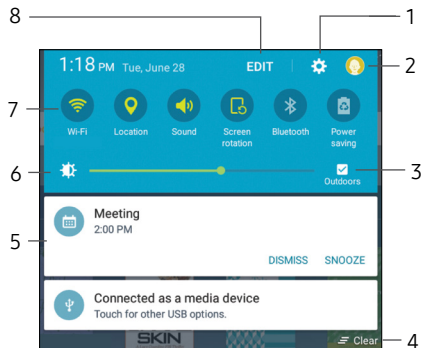 8 1
1:18 PM Tue, June 28 EDIT
2
7
Wi-Fi Location Sound Screen rotation Bluetooth Power saving
6
Outdoors
3
Meeting
2:00 PM
5
DISMISS SNOOZE
Connected as a media device
Touch for other USB options.
SKIN
Clear
4